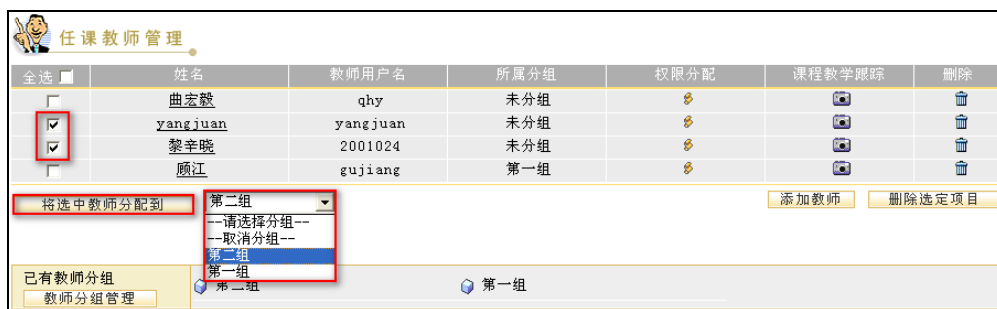 任课教师管理
全选 姓名 教师用户名 所属分组 权限分配 课程教学跟踪 删除
曲宏毅 qhy 未分组
yangjuan yangjuan 未分组
黎辛晓 2001024 未分组
顾江 gujiang 第一组
将选中教师分配到 第二组 添加教师 删除选定项目
--请选择分组--
--取消分组--
第二组
第一组
已有教师分组 第二组 第一组
教师分组管理